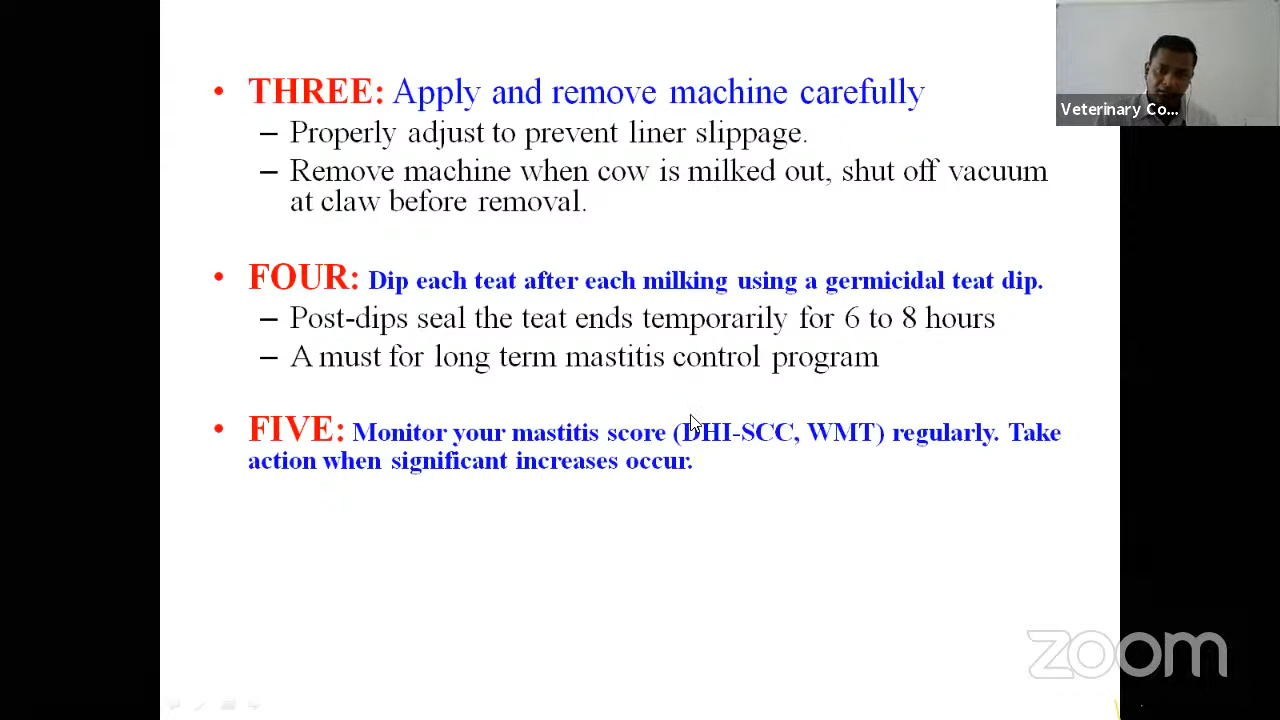 • THREE: Apply and remove machine carefully
– Properly adjust to prevent liner slippage.
– Remove machine when cow is milked out, shut off vacuum
at claw before removal.
• FOUR: Dip each teat after each milking using a germicidal teat dip.
– Post-dips seal the teat ends temporarily for 6 to 8 hours
– A must for long term mastitis control program
• FIVE: Monitor your mastitis score (DHI-SCC, WMT) regularly. Take
action when significant increases occur.
Veterinary Co...
zoom